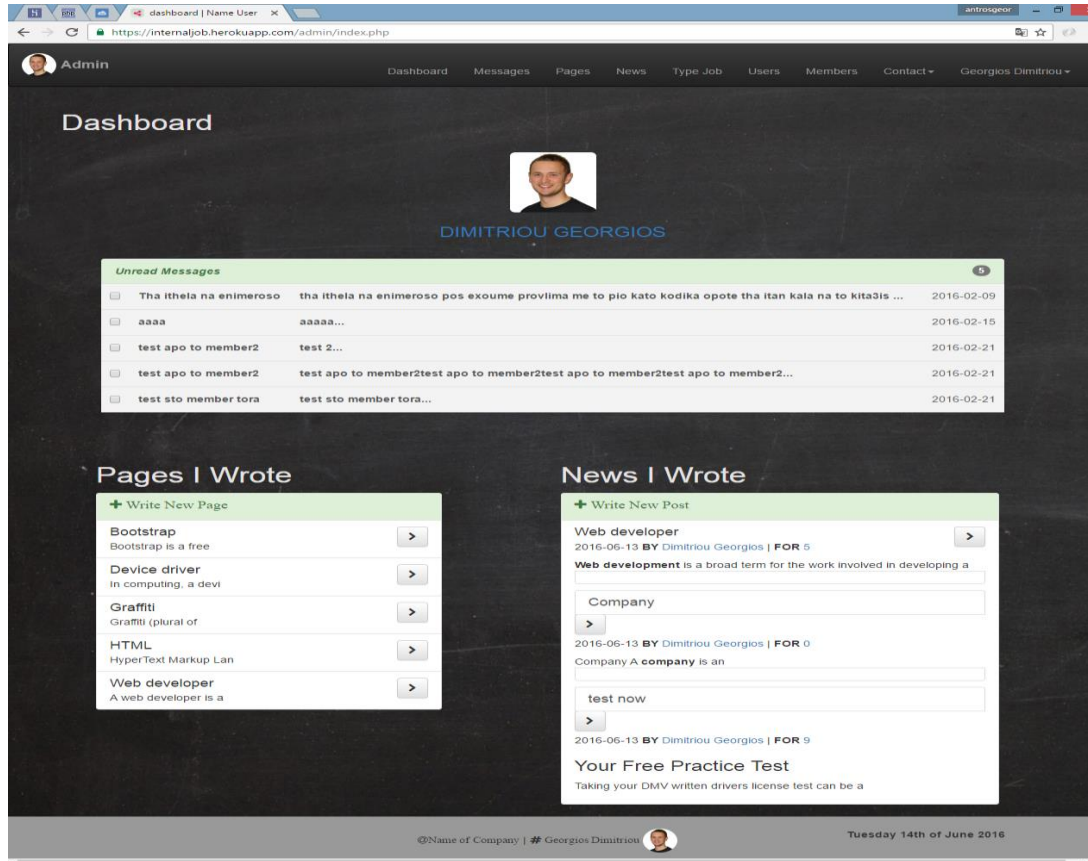 dashboard | Name User
antrosgeor
https://internaljob.herokuapp.com/admin/index.php
Admin
Dashboard Messages Pages News Type Job Users Members Contact Georgios Dimitriou
Dashboard
DIMITRIOU GEORGIOS
Unread Messages 5
Tha ithela na enimeroso tha ithela na enimeroso pos exoume provlima me to pio kato kodika opote tha itan kala na to kita3is ... 2016-02-09
aaaa aaaaa... 2016-02-15
test apo to member2 test 2... 2016-02-21
test apo to member2 test apo to member2test apo to member2test apo to member2test apo to member2... 2016-02-21
test sto member tora test sto member tora... 2016-02-21
Pages I Wrote
Write New Page
Bootstrap
Bootstrap is a free
Device driver
In computing, a devi
Graffiti
Graffiti (plural of
HTML
HyperText Markup Lan
Web developer
A web developer is a
News I Wrote
Write New Post
Web developer
2016-06-13 BY Dimitriou Georgios | FOR 5
Web development is a broad term for the work involved in developing a
Company
2016-06-13 BY Dimitriou Georgios | FOR 0
Company A company is an
test now
2016-06-13 BY Dimitriou Georgios | FOR 9
Your Free Practice Test
Taking your DMV written drivers license test can be a
@Name of Company | # Georgios Dimitriou
Tuesday 14th of June 2016